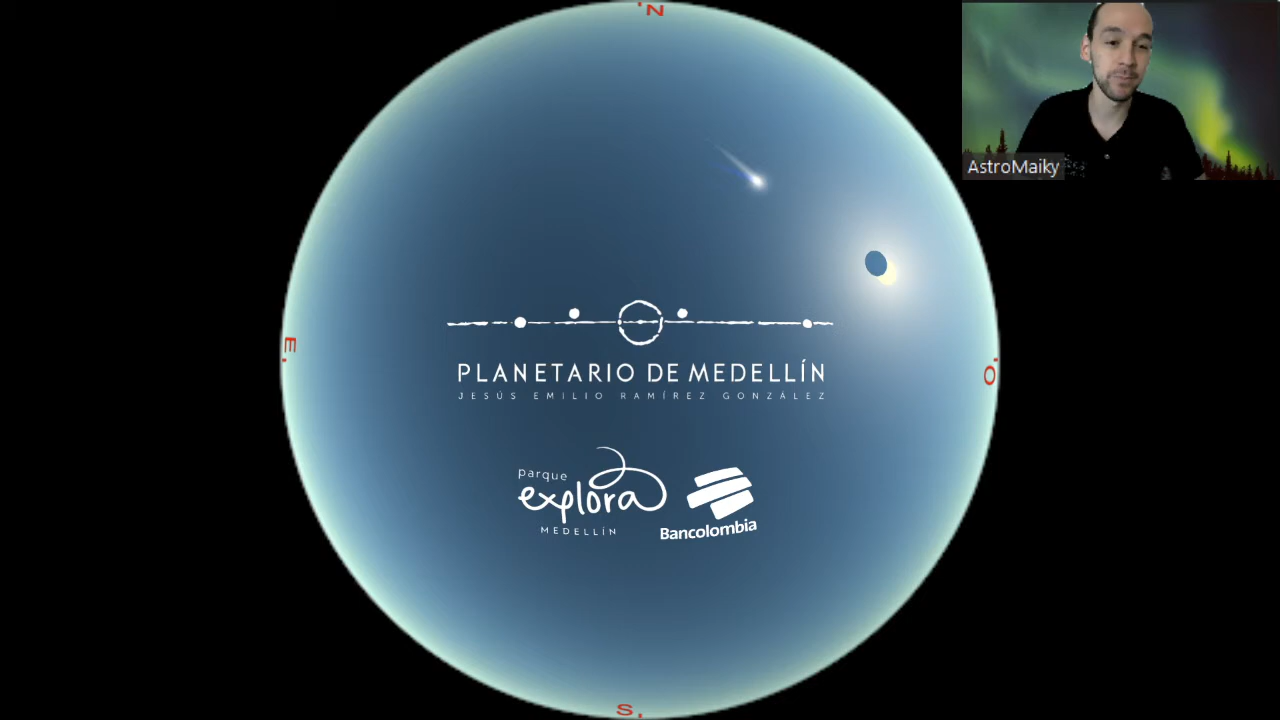 'N
AstroMaiky
E.
'O
PLANETARIO DE MEDELLÍN
JESÚS EMILIO RAMÍREZ GONZÁLEZ
parque
explora
MEDELLÍN
Bancolombia
S.